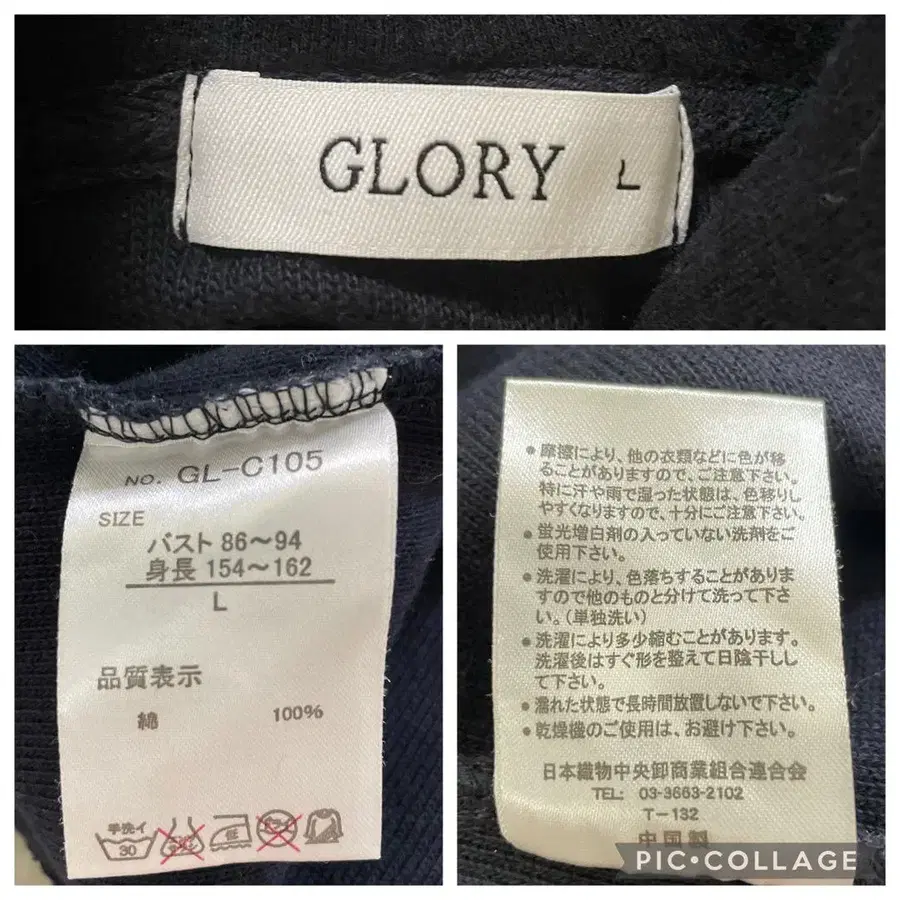 GLORY L
NO. GL-C105
SIZE
バスト 86～94
身長 154～162
L
品質表示
綿 100%
手洗イ
30
• 摩擦により、他の衣類などに色が移
ることがありますので、ご注意下さい。
特に汗や雨で湿った状態は、色移りし
やすくなりますので、十分にご注意下さい。
• 蛍光増白剤の入っていない洗剤をご
使用下さい。
• 洗濯により、色落ちすることがありま
すので他のものと分けて洗って下さ
い。(単独洗い)
• 洗濯により多少縮むことがあります。
洗濯後はすぐ形を整えて日陰干しし
て下さい。
• 濡れた状態で長時間放置しないで下さい。
• 乾燥機のご使用は、お避け下さい。
日本織物中央卸商業組合連合会
TEL: 03-3663-2102
T-132
中国製
PIC•COLLAGE